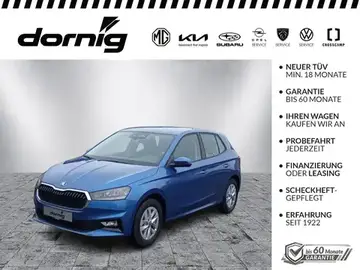 dornig
MG
KIA
SUBARU
OPEL
SERVICE
SERVICE
CREESCAMP
NEUER TÜV
MIN. 18 MONATE
GARANTIE
BIS 60 MONATE
IHREN WAGEN
KAUFEN WIR AN
PROBEFAHRT
JEDERZEIT
FINANZIERUNG
ODER LEASING
SCHECKHEFT-
GEPFLEGT
ERFAHRUNG
SEIT 1922
bis 60 Monate
GARANTIE